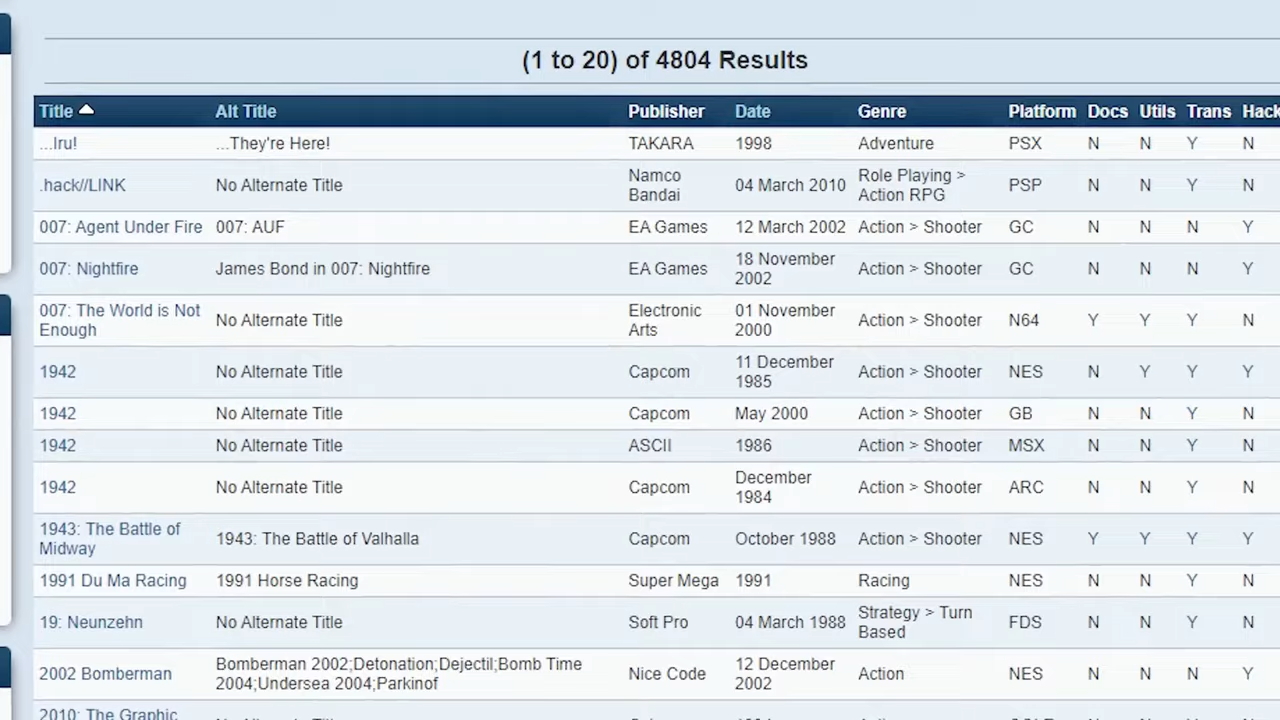 (1 to 20) of 4804 Results
Title Alt Title Publisher Date Genre Platform Docs Utils Trans Hack
...Iru! ...They're Here! TAKARA 1998 Adventure PSX N N Y N
.hack//LINK No Alternate Title Namco Bandai 04 March 2010 Role Playing > Action RPG PSP N N Y N
007: Agent Under Fire 007: AUF EA Games 12 March 2002 Action > Shooter GC N N N Y
007: Nightfire James Bond in 007: Nightfire EA Games 18 November 2002 Action > Shooter GC N N N Y
007: The World is Not Enough No Alternate Title Electronic Arts 01 November 2000 Action > Shooter N64 Y Y Y N
1942 No Alternate Title Capcom 11 December 1985 Action > Shooter NES N Y Y Y
1942 No Alternate Title Capcom May 2000 Action > Shooter GB N N Y N
1942 No Alternate Title ASCII 1986 Action > Shooter MSX N N Y N
1942 No Alternate Title Capcom December 1984 Action > Shooter ARC N N Y N
1943: The Battle of Midway 1943: The Battle of Valhalla Capcom October 1988 Action > Shooter NES Y Y Y Y
1991 Du Ma Racing 1991 Horse Racing Super Mega 1991 Racing NES N N Y N
19: Neunzehn No Alternate Title Soft Pro 04 March 1988 Strategy > Turn Based FDS N N Y N
2002 Bomberman Bomberman 2002;Detonation;Dejectil;Bomb Time 2004;Undersea 2004;Parkinof Nice Code 12 December 2002 Action NES N N N Y
2010: The Graphic